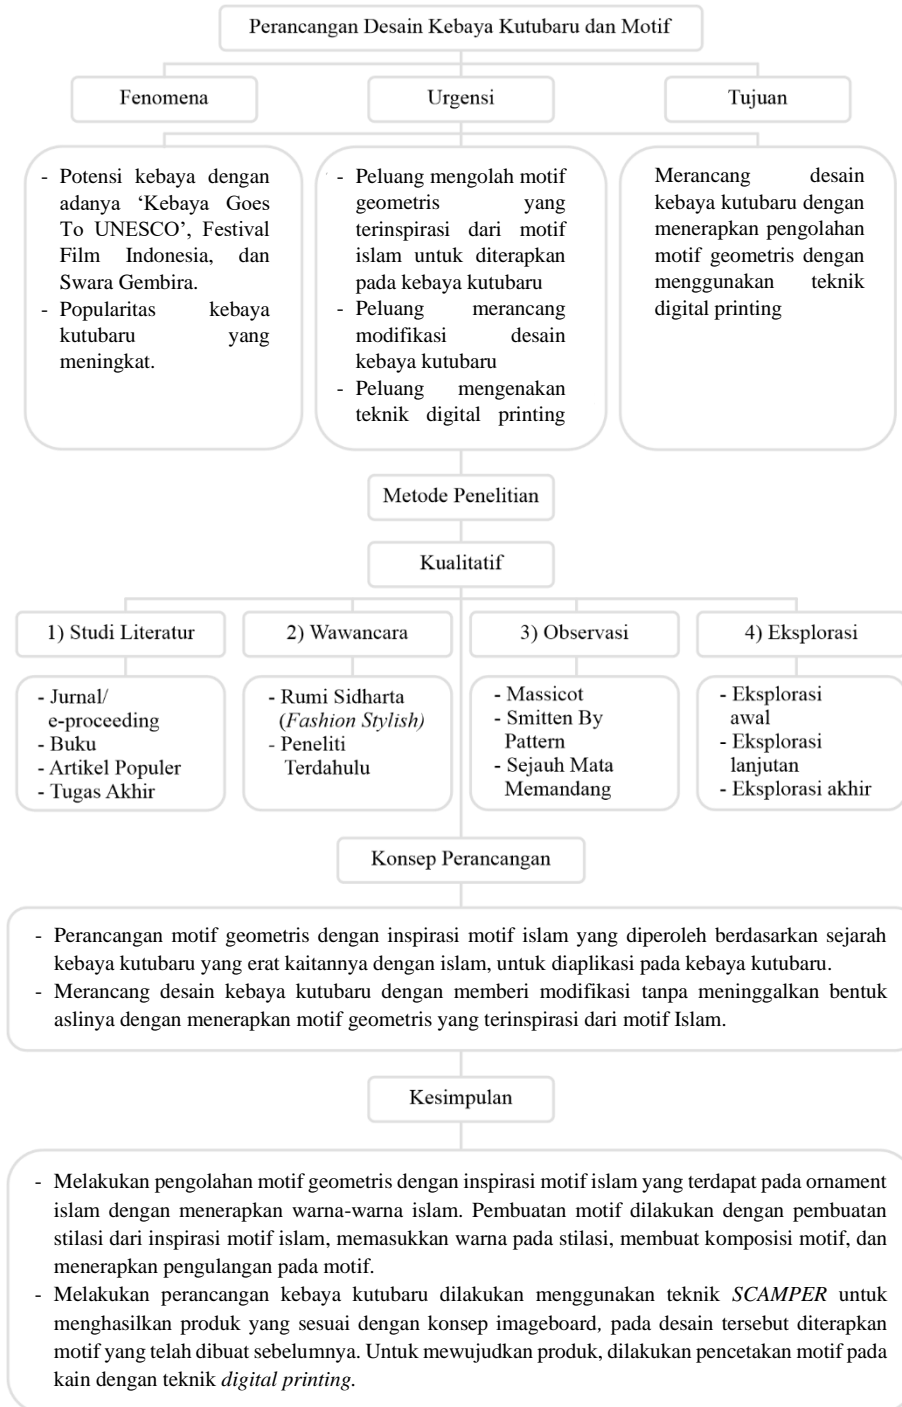 Perancangan Desain Kebaya Kutubaru dan Motif
Fenomena
Urgensi
Tujuan
- Potensi kebaya dengan
adanya ‘Kebaya Goes
To UNESCO’, Festival
Film Indonesia, dan
Swara Gembira.
- Popularitas kebaya
kutubaru yang
meningkat.
- Peluang mengolah motif
geometris yang
terinspirasi dari motif
islam untuk diterapkan
pada kebaya kutubaru
- Peluang merancang
modifikasi desain
kebaya kutubaru
- Peluang mengenakan
teknik digital printing
Merancang desain
kebaya kutubaru dengan
menerapkan pengolahan
motif geometris dengan
menggunakan teknik
digital printing
Metode Penelitian
Kualitatif
1) Studi Literatur
2) Wawancara
3) Observasi
4) Eksplorasi
- Jurnal/
e-proceeding
- Buku
- Artikel Populer
- Tugas Akhir
- Rumi Sidharta
(Fashion Stylish)
- Peneliti
Terdahulu
- Massicot
- Smitten By
Pattern
- Sejauh Mata
Memandang
- Eksplorasi
awal
- Eksplorasi
lanjutan
- Eksplorasi akhir
Konsep Perancangan
- Perancangan motif geometris dengan inspirasi motif islam yang diperoleh berdasarkan sejarah
kebaya kutubaru yang erat kaitannya dengan islam, untuk diaplikasi pada kebaya kutubaru.
- Merancang desain kebaya kutubaru dengan memberi modifikasi tanpa meninggalkan bentuk
aslinya dengan menerapkan motif geometris yang terinspirasi dari motif Islam.
Kesimpulan
- Melakukan pengolahan motif geometris dengan inspirasi motif islam yang terdapat pada ornament
islam dengan menerapkan warna-warna islam. Pembuatan motif dilakukan dengan pembuatan
stilasi dari inspirasi motif islam, memasukkan warna pada stilasi, membuat komposisi motif, dan
menerapkan pengulangan pada motif.
- Melakukan perancangan kebaya kutubaru dilakukan menggunakan teknik SCAMPER untuk
menghasilkan produk yang sesuai dengan konsep imageboard, pada desain tersebut diterapkan
motif yang telah dibuat sebelumnya. Untuk mewujudkan produk, dilakukan pencetakan motif pada
kain dengan teknik digital printing.